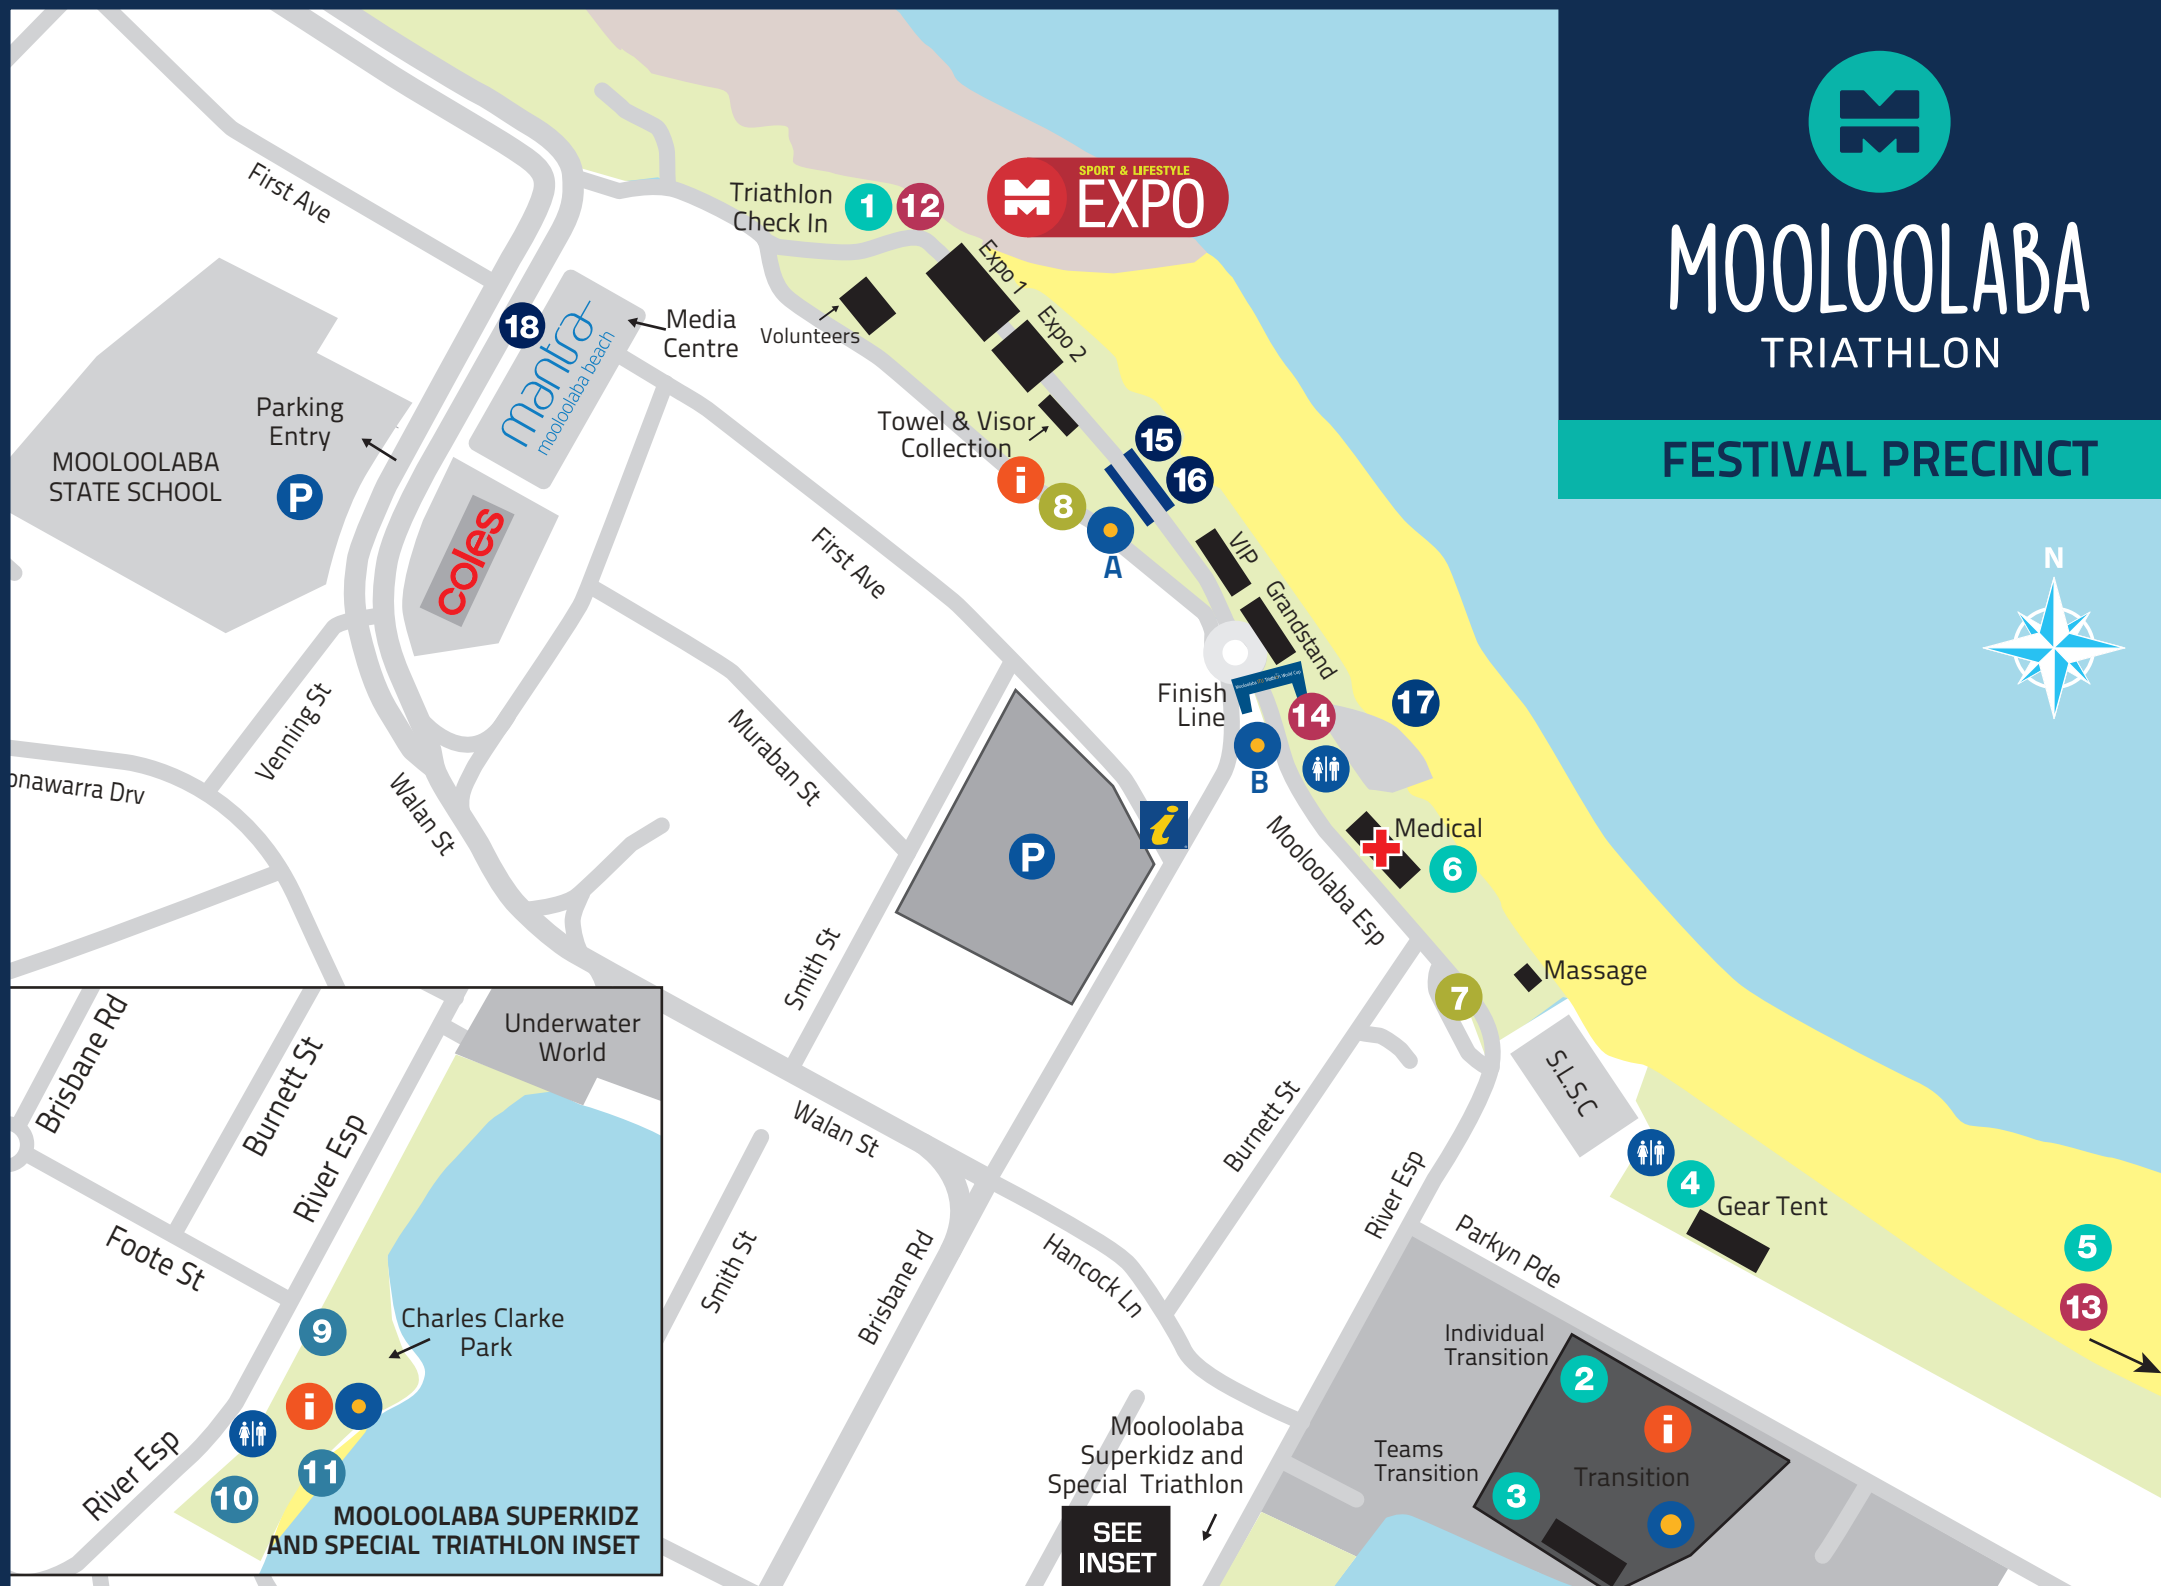 MOOLOOLABA
TRIATHLON
FESTIVAL PRECINCT
N
First Ave
Triathlon
Check In
1
12
SPORT & LIFESTYLE
EXPO
Expo 1
Expo 2
Volunteers
Media
Centre
18
mantra
mooloolaba beach
Parking
Entry
MOOLOOLABA
STATE SCHOOL
P
coles
Towel & Visor
Collection
i
8
A
15
16
VIP
Grandstand
First Ave
Finish
Line
14
17
B
Venning St
Walan St
Muraban St
P
i
Mooloolaba Esp
Medical
6
Smith St
7
Massage
S.L.S.C
Walan St
Burnett St
River Esp
Parkyn Pde
4
Gear Tent
5
13
Smith St
Brisbane Rd
Hancock Ln
Individual
Transition
2
i
Teams
Transition
3
Transition
Mooloolaba
Superkidz and
Special Triathlon
SEE
INSET
Underwater
World
Brisbane Rd
Burnett St
River Esp
Foote St
9
Charles Clarke
Park
i
11
10
River Esp
MOOLOOLABA SUPERKIDZ
AND SPECIAL TRIATHLON INSET